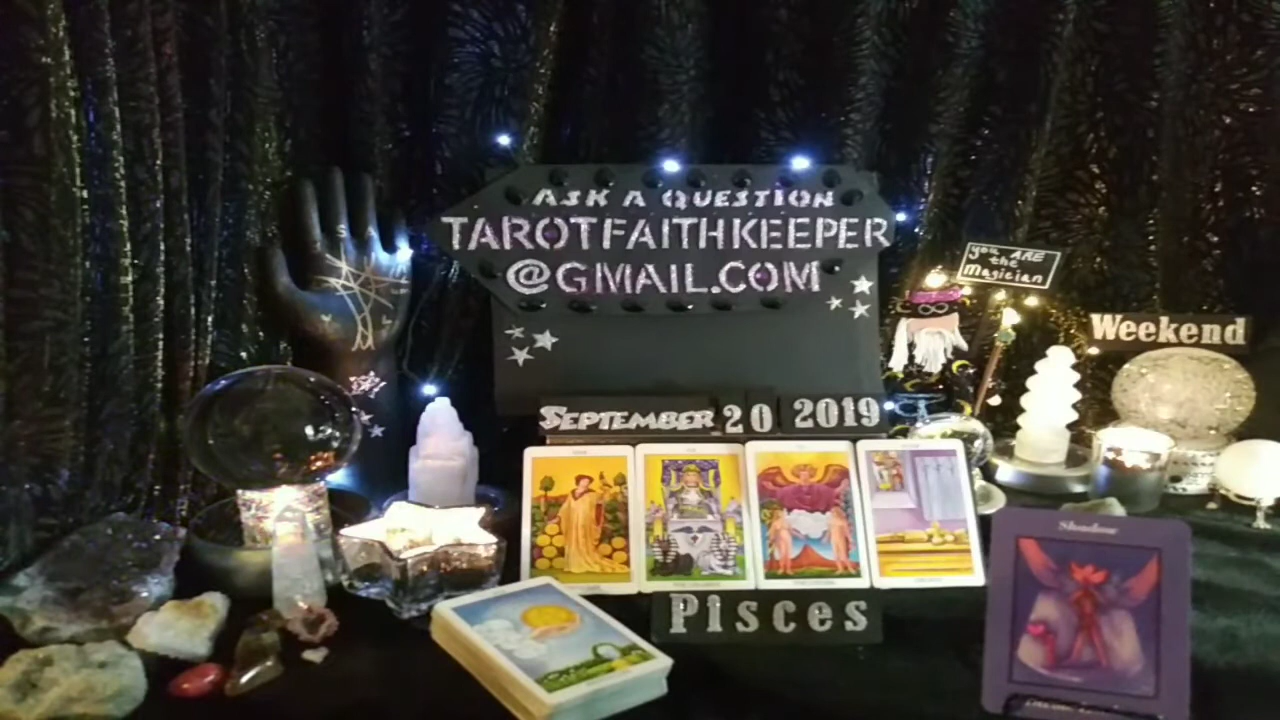 ASK A QUESTION
TAROTFAITHKEEPER
@GMAIL.COM
you ARE
the
Magician
Weekend
SEPTEMBER 20 2019
Pisces
Shadow